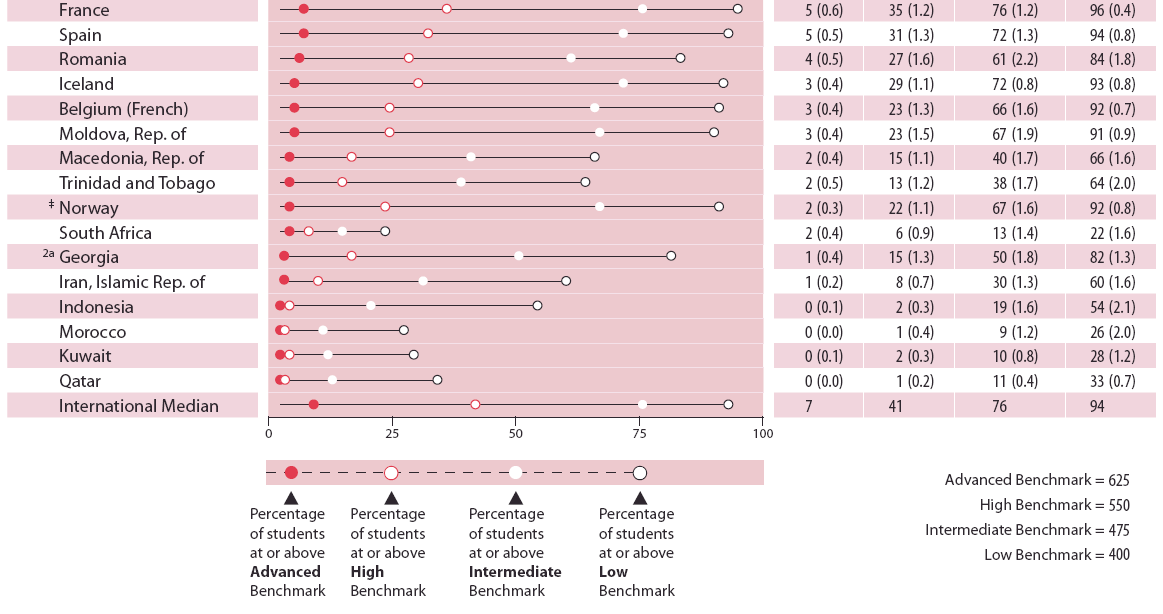 France 5 (0.6) 35 (1.2) 76 (1.2) 96 (0.4)
Spain 5 (0.5) 31 (1.3) 72 (1.3) 94 (0.8)
Romania 4 (0.5) 27 (1.6) 61 (2.2) 84 (1.8)
Iceland 3 (0.4) 29 (1.1) 72 (0.8) 93 (0.8)
Belgium (French) 3 (0.4) 23 (1.3) 66 (1.6) 92 (0.7)
Moldova, Rep. of 3 (0.4) 23 (1.5) 67 (1.9) 91 (0.9)
Macedonia, Rep. of 2 (0.4) 15 (1.1) 40 (1.7) 66 (1.6)
Trinidad and Tobago 2 (0.5) 13 (1.2) 38 (1.7) 64 (2.0)
‡ Norway 2 (0.3) 22 (1.1) 67 (1.6) 92 (0.8)
South Africa 2 (0.4) 6 (0.9) 13 (1.4) 22 (1.6)
2a Georgia 1 (0.4) 15 (1.3) 50 (1.8) 82 (1.3)
Iran, Islamic Rep. of 1 (0.2) 8 (0.7) 30 (1.3) 60 (1.6)
Indonesia 0 (0.1) 2 (0.3) 19 (1.6) 54 (2.1)
Morocco 0 (0.0) 1 (0.4) 9 (1.2) 26 (2.0)
Kuwait 0 (0.1) 2 (0.3) 10 (0.8) 28 (1.2)
Qatar 0 (0.0) 1 (0.2) 11 (0.4) 33 (0.7)
International Median 7 41 76 94
0 25 50 75 100
Percentage
of students
at or above
Advanced
Benchmark
Percentage
of students
at or above
High
Benchmark
Percentage
of students
at or above
Intermediate
Benchmark
Percentage
of students
at or above
Low
Benchmark
Advanced Benchmark = 625
High Benchmark = 550
Intermediate Benchmark = 475
Low Benchmark = 400